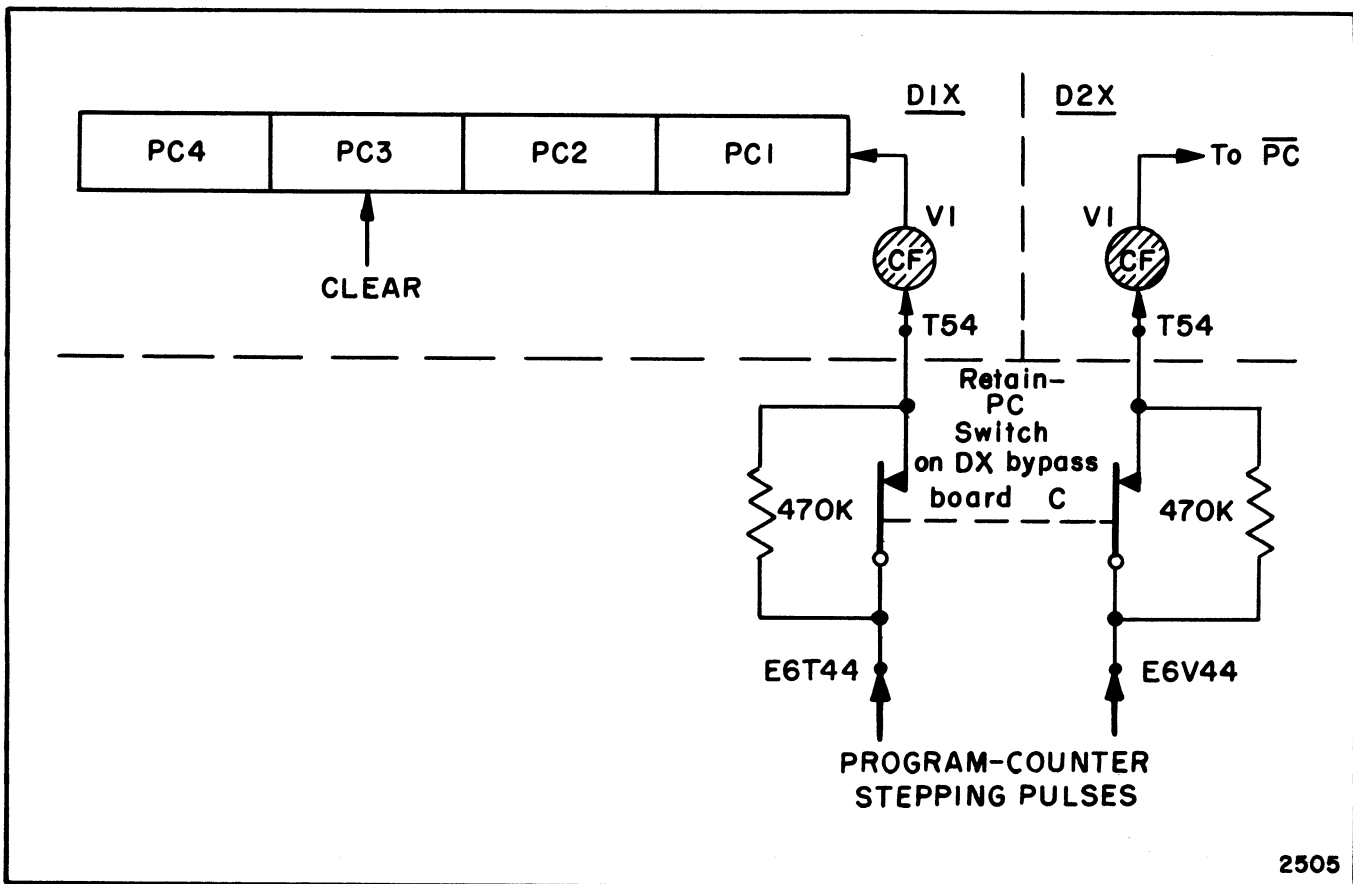 D1X
D2X
PC4
PC3
PC2
PC1
To P̅C̅
V1
V1
CF
CF
CLEAR
T54
T54
Retain-
PC
Switch
on DX bypass
board C
470K
470K
E6T44
E6V44
PROGRAM-COUNTER
STEPPING PULSES
2505